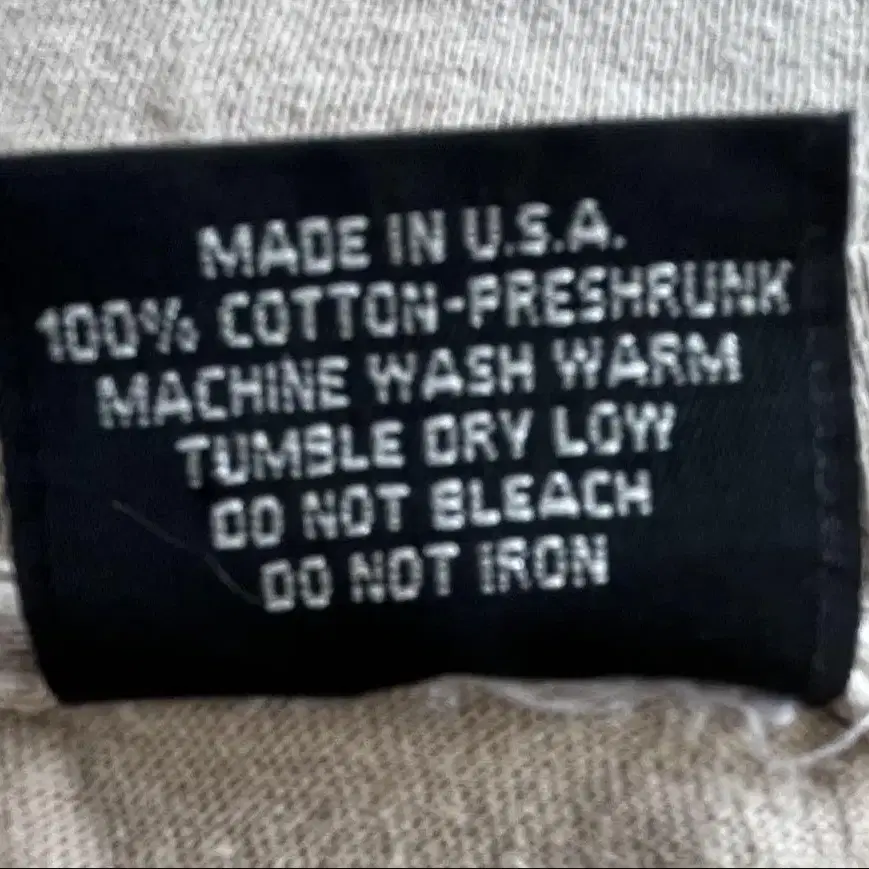 MADE IN U.S.A.
100% COTTON-PRESHRUNK
MACHINE WASH WARM
TUMBLE DRY LOW
DO NOT BLEACH
DO NOT IRON